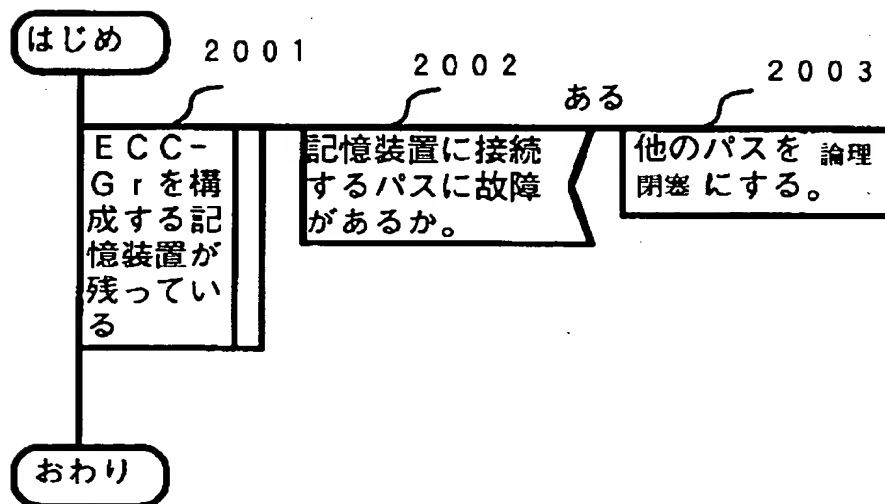 はじめ
2001
2002
2003
ある
ECC-
Grを構
成する記
憶装置が
残ってい
る
記憶装置に接続
するパスに故障
があるか。
他のパスを 論理
閉塞 にする。
おわり